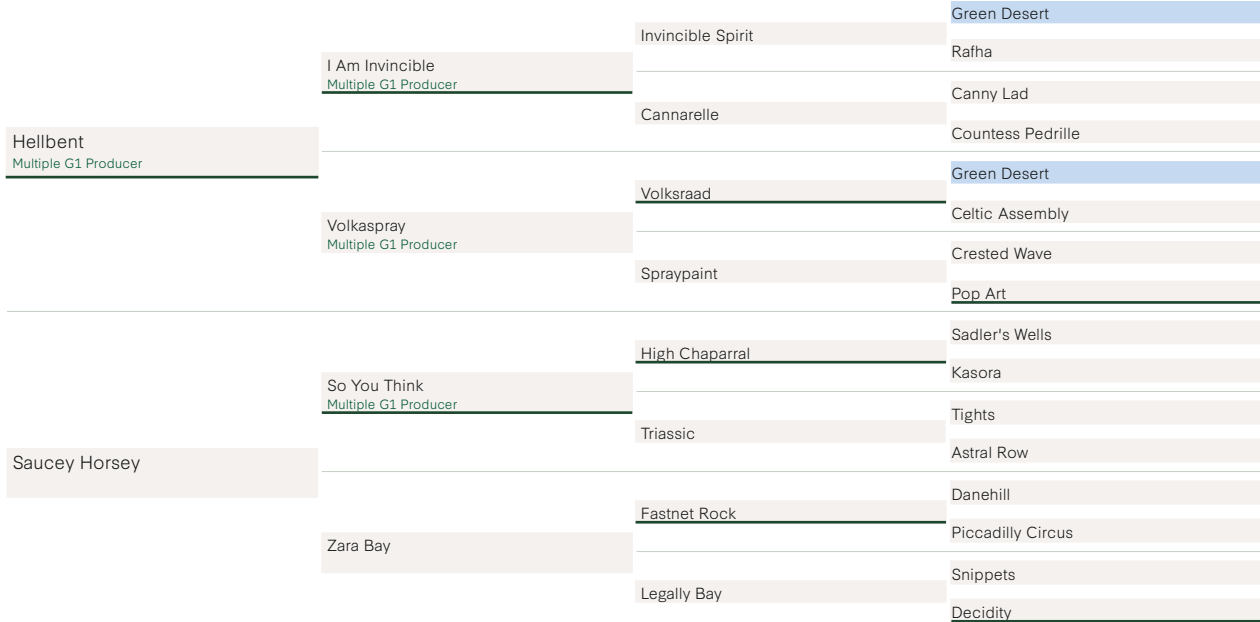 Hellbent
Multiple G1 Producer
I Am Invincible
Multiple G1 Producer
Invincible Spirit
Green Desert
Rafha
Cannarelle
Canny Lad
Countess Pedrille
Volkaspray
Multiple G1 Producer
Volksraad
Green Desert
Celtic Assembly
Spraypaint
Crested Wave
Pop Art
Saucey Horsey
So You Think
Multiple G1 Producer
High Chaparral
Sadler's Wells
Kasora
Triassic
Tights
Astral Row
Zara Bay
Fastnet Rock
Danehill
Piccadilly Circus
Legally Bay
Snippets
Decidity